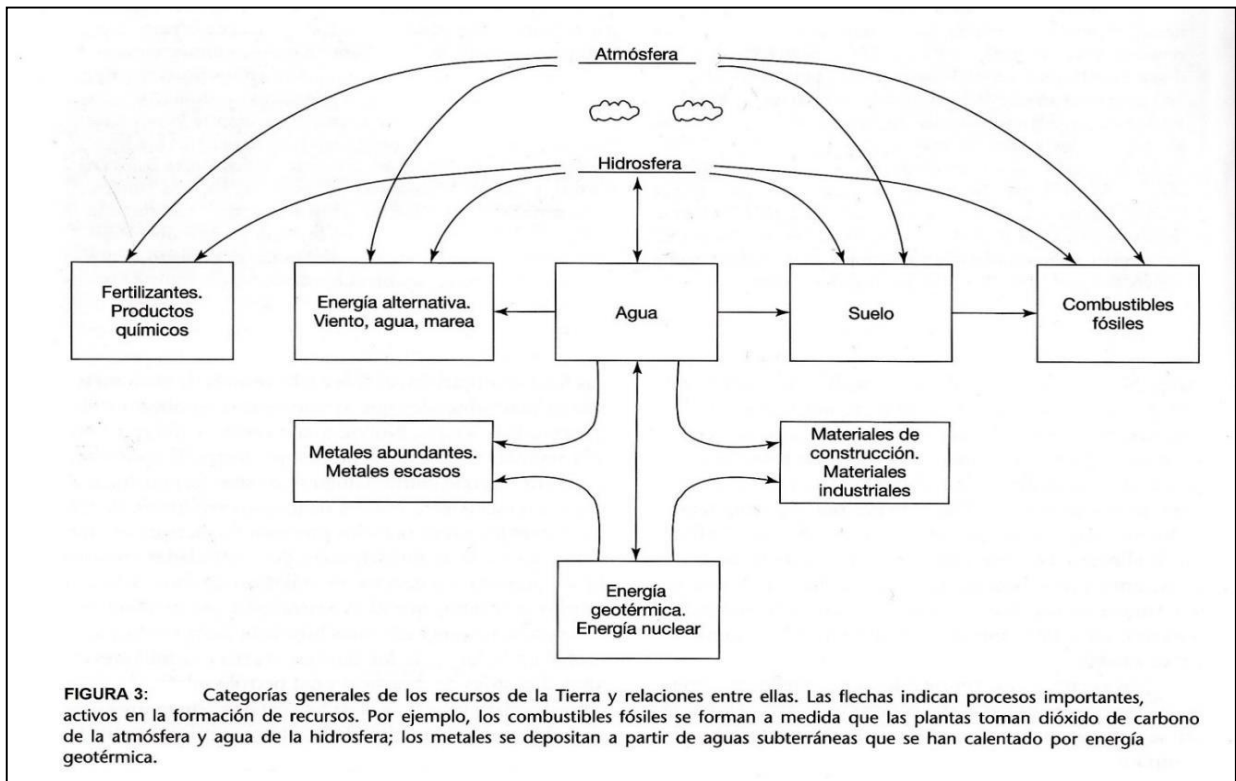 Atmósfera
Hidrosfera
Fertilizantes.
Productos
químicos
Energía alternativa.
Viento, agua, marea
Agua
Suelo
Combustibles
fósiles
Metales abundantes.
Metales escasos
Materiales de
construcción.
Materiales
industriales
Energía
geotérmica.
Energía nuclear
FIGURA 3: Categorías generales de los recursos de la Tierra y relaciones entre ellas. Las flechas indican procesos importantes,
activos en la formación de recursos. Por ejemplo, los combustibles fósiles se forman a medida que las plantas toman dióxido de carbono
de la atmósfera y agua de la hidrosfera; los metales se depositan a partir de aguas subterráneas que se han calentado por energía
geotérmica.